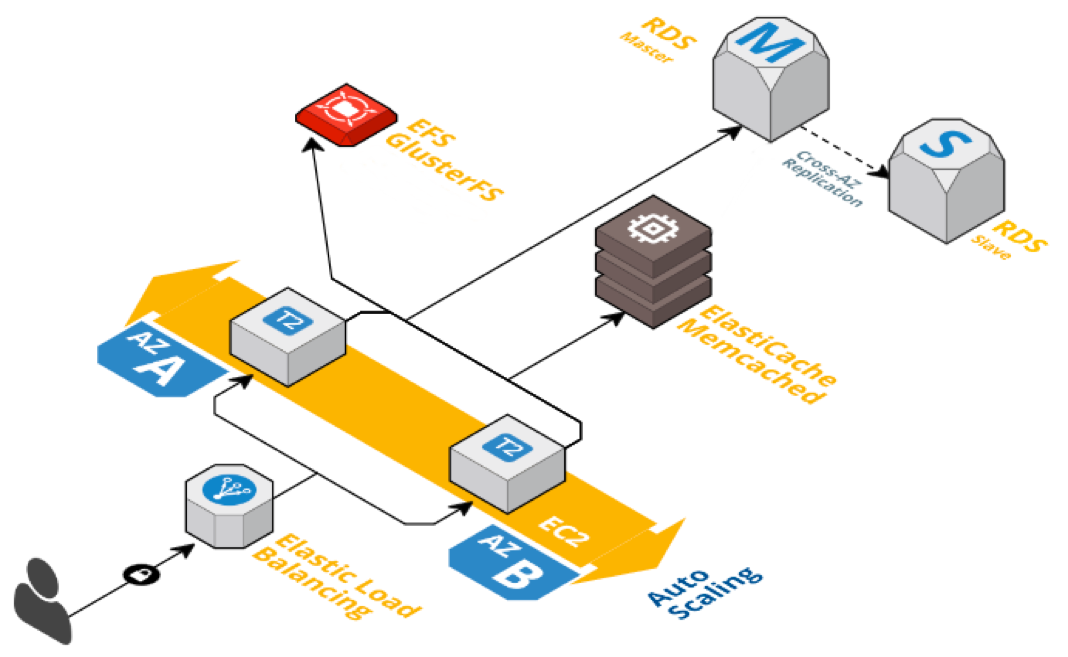 RDS
Master
M
EFS
GlusterFS
S
Cross-AZ
Replication
RDS
Slave
T2
ElastiCache
Memcached
AZ
A
T2
EC2
Elastic Load
Balancing
AZ
B
Auto
Scaling